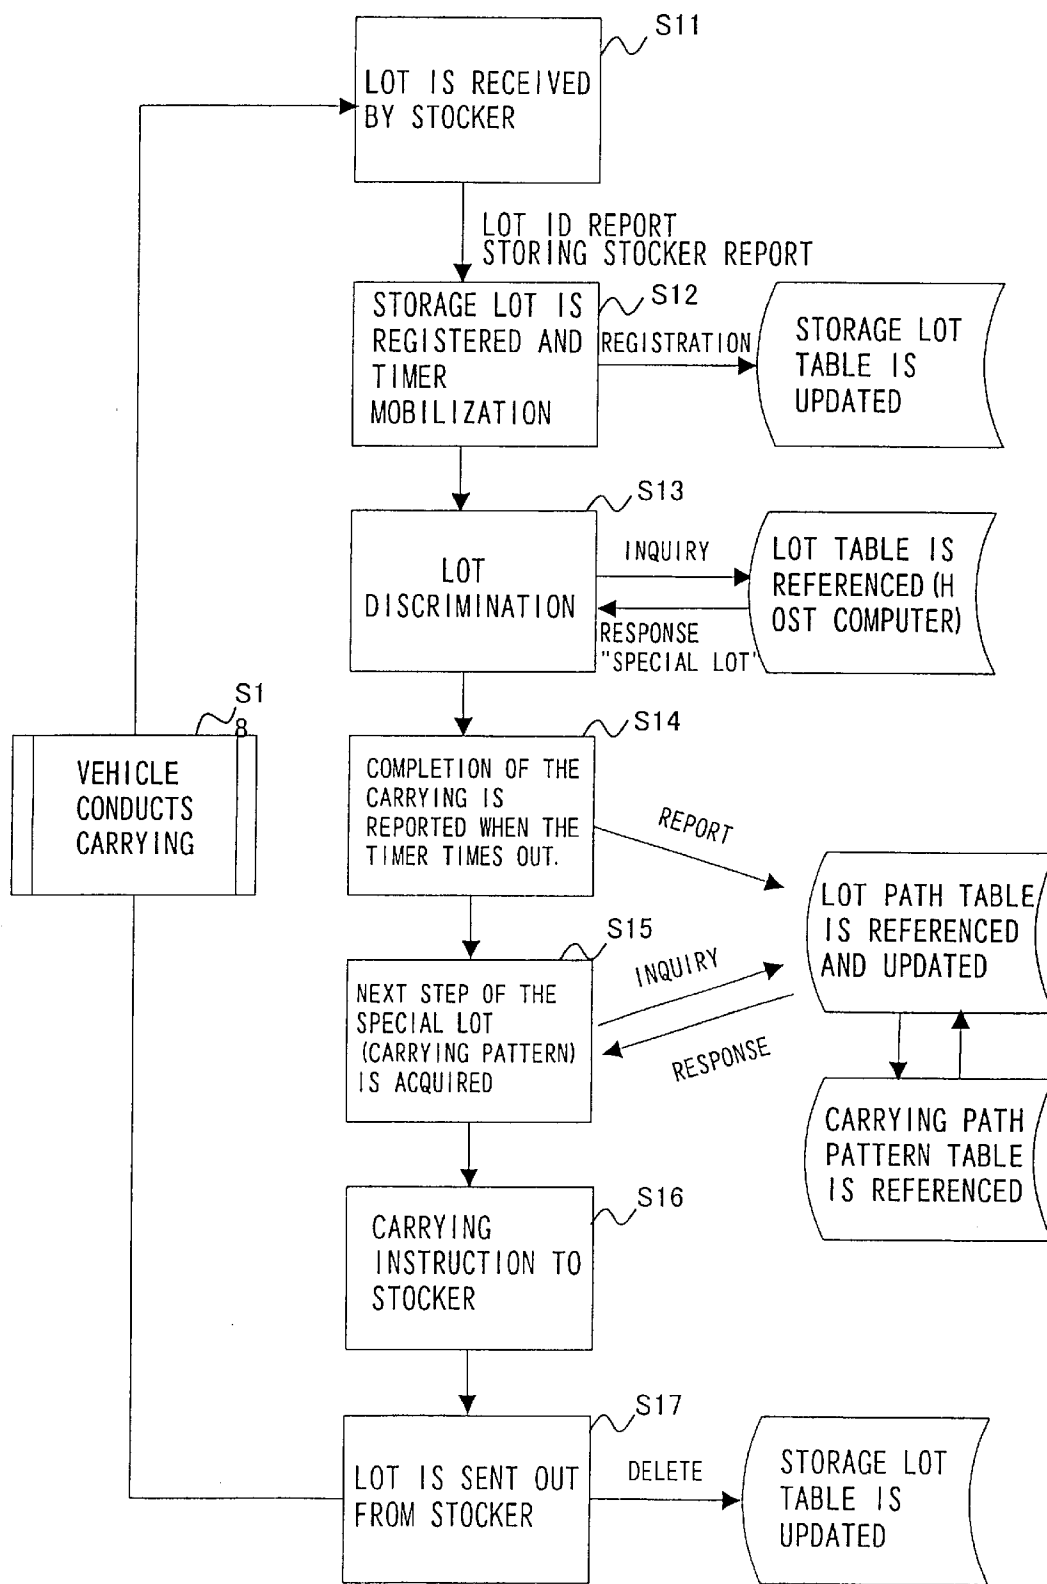 S11
LOT IS RECEIVED
BY STOCKER
LOT ID REPORT
STORING STOCKER REPORT
S12
STORAGE LOT IS
REGISTERED AND
TIMER
MOBILIZATION
REGISTRATION
STORAGE LOT
TABLE IS
UPDATED
S13
LOT
DISCRIMINATION
INQUIRY
RESPONSE
"SPECIAL LOT"
LOT TABLE IS
REFERENCED(H
OST COMPUTER)
S1
8
VEHICLE
CONDUCTS
CARRYING
S14
COMPLETION OF THE
CARRYING IS
REPORTED WHEN THE
TIMER TIMES OUT.
REPORT
LOT PATH TABLE
IS REFERENCED
AND UPDATED
S15
NEXT STEP OF THE
SPECIAL LOT
(CARRYING PATTERN)
IS ACQUIRED
INQUIRY
RESPONSE
CARRYING PATH
PATTERN TABLE
IS REFERENCED
S16
CARRYING
INSTRUCTION TO
STOCKER
S17
LOT IS SENT OUT
FROM STOCKER
DELETE
STORAGE LOT
TABLE IS
UPDATED